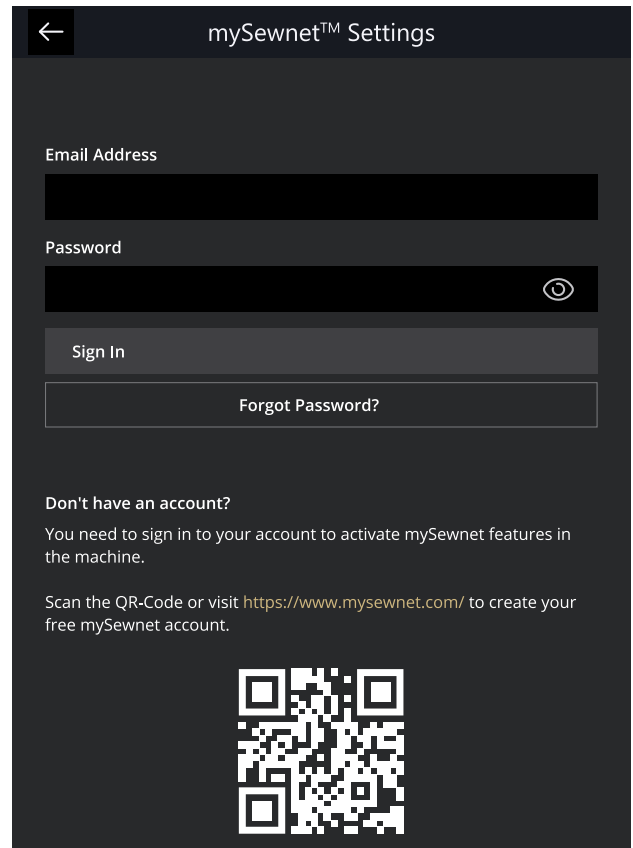 mySewnet™ Settings
Email Address
Password
Sign In
Forgot Password?
Don't have an account?
You need to sign in to your account to activate mySewnet features in
the machine.
Scan the QR-Code or visit https://www.mysewnet.com/ to create your
free mySewnet account.